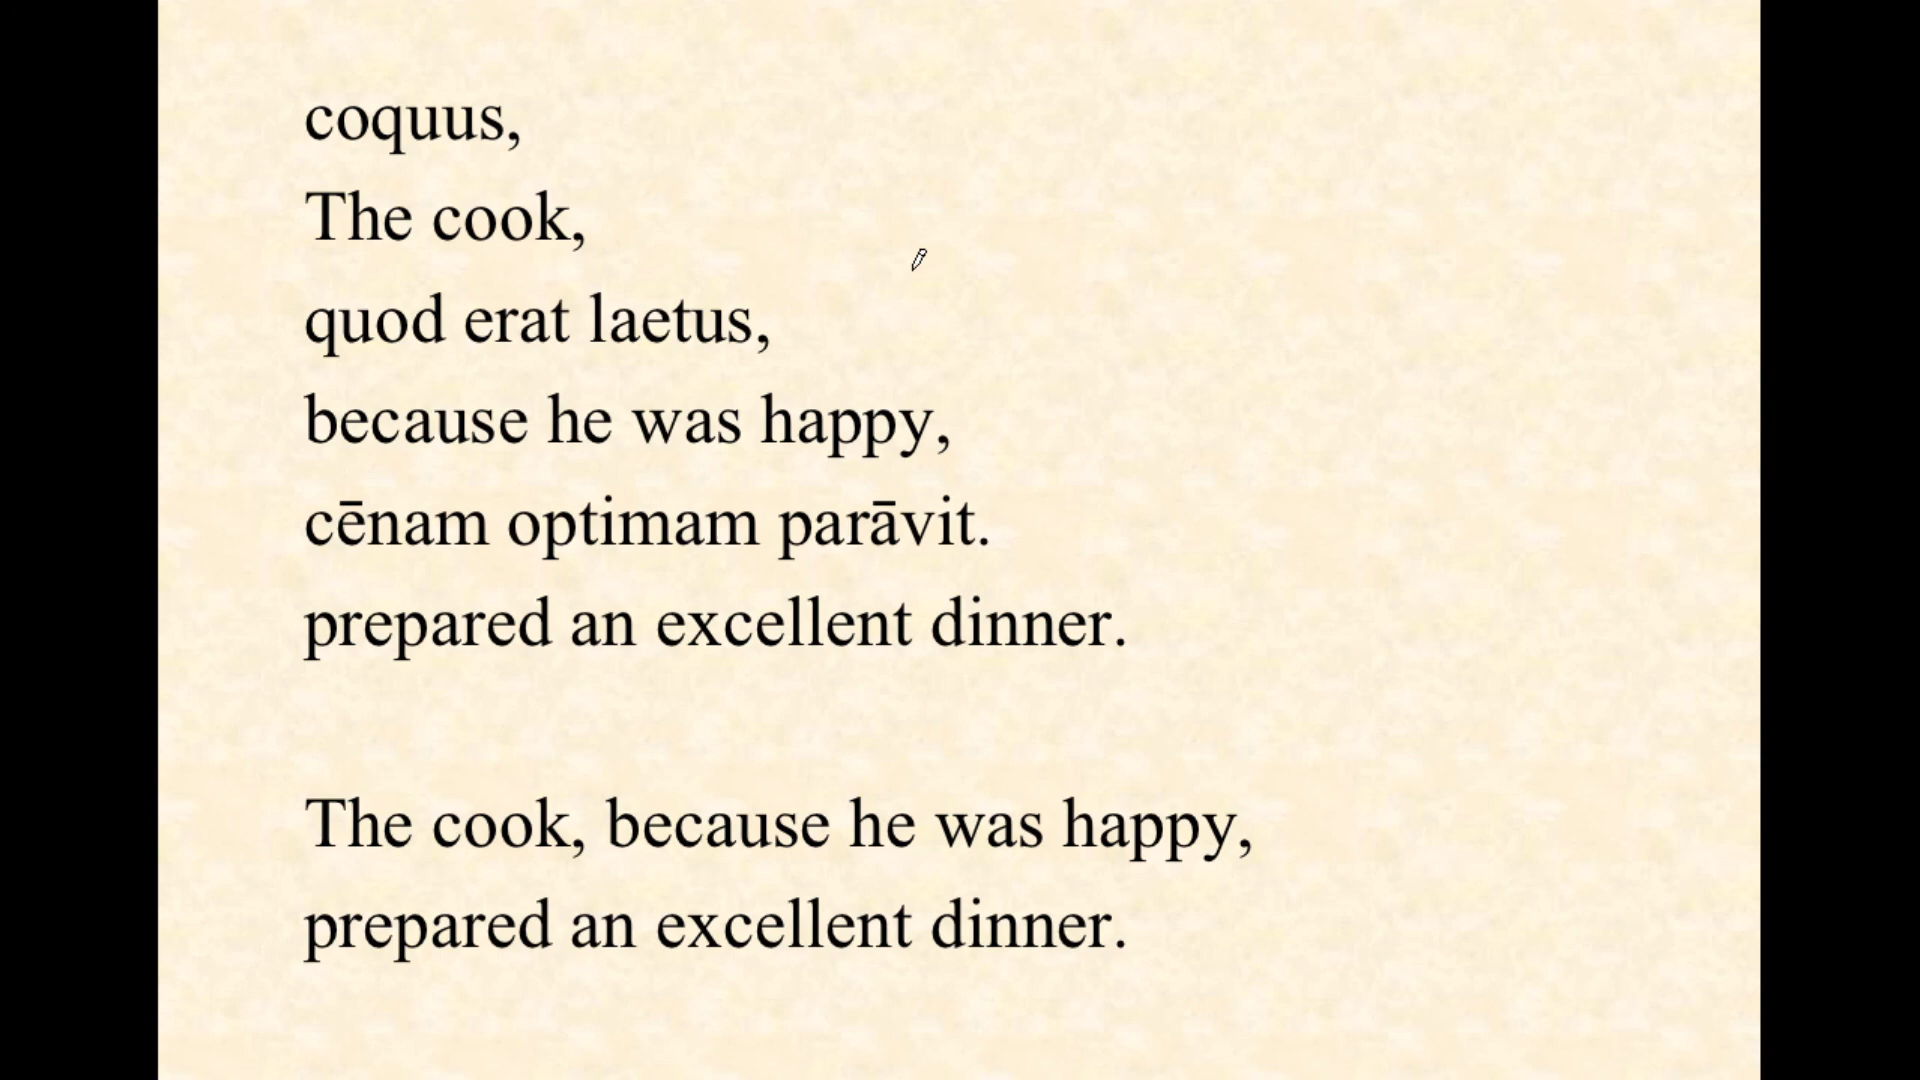 coquus,
The cook,
quod erat laetus,
because he was happy,
cēnam optimam parāvit.
prepared an excellent dinner.
The cook, because he was happy,
prepared an excellent dinner.